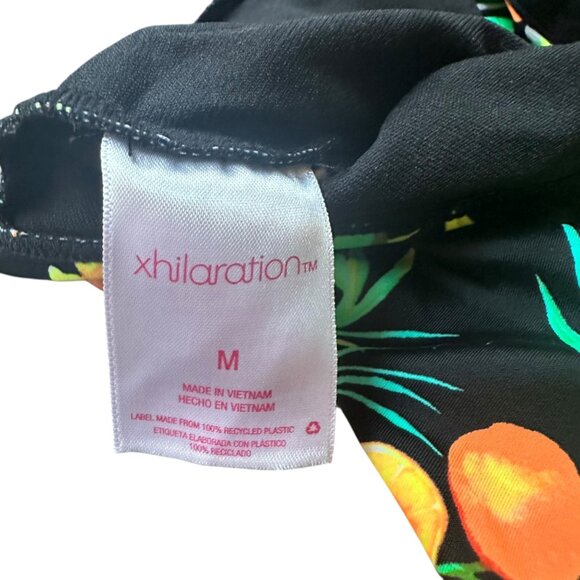 xhilaration™
M
MADE IN VIETNAM
HECHO EN VIETNAM
LABEL MADE FROM 100% RECYCLED PLASTIC
ETIQUETA ELABORADA CON PLÁSTICO
100% RECICLADO